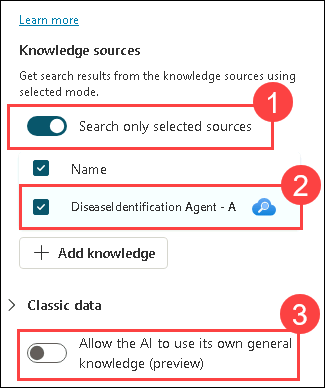 Learn more
Knowledge sources
Get search results from the knowledge sources using
selected mode.
1
Search only selected sources
Name
2
DiseaseIdentification Agent - A
+ Add knowledge
Classic data
3
Allow the AI to use its own general
knowledge (preview)